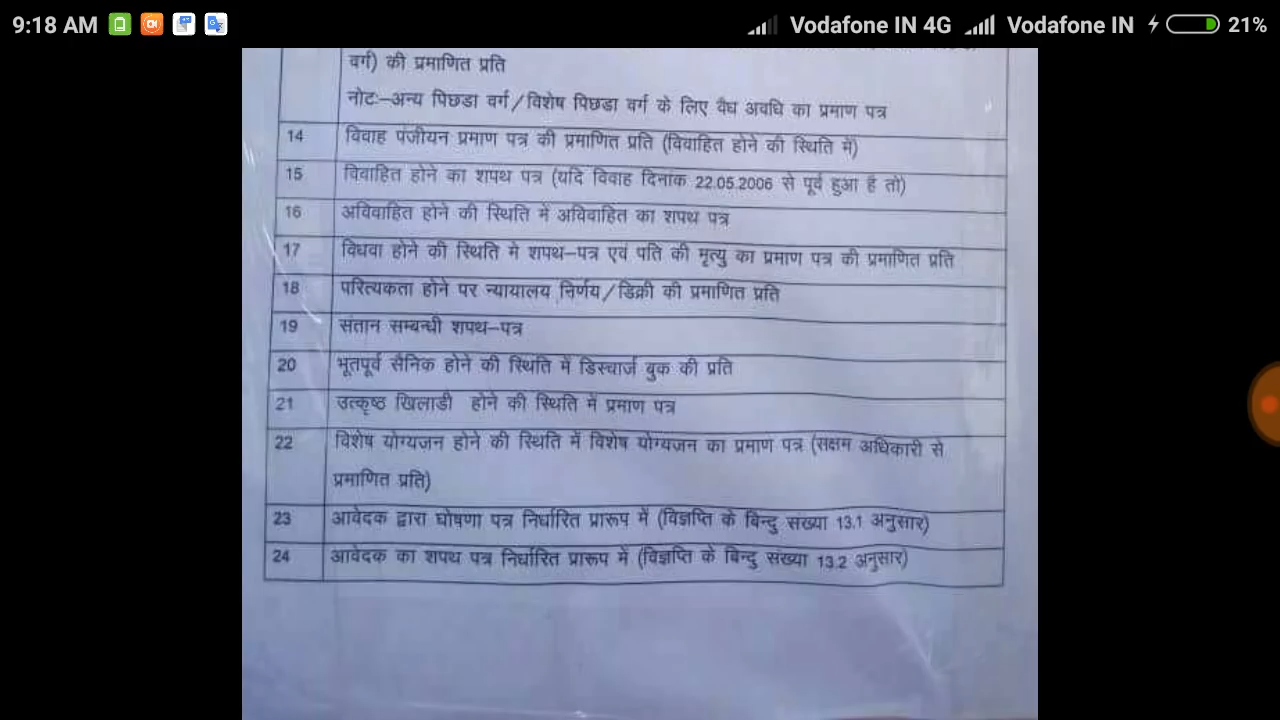 9:18 AM Vodafone IN 4G Vodafone IN 21%
वर्ग) की प्रमाणित प्रति
नोटः–अन्य पिछडा वर्ग/विशेष पिछडा वर्ग के लिए वैध अवधि का प्रमाण पत्र
14 विवाह पंजीयन प्रमाण पत्र की प्रमाणित प्रति (विवाहित होने की स्थिति में)
15 विवाहित होने का शपथ पत्र (यदि विवाह दिनांक 22.05.2006 से पूर्व हुआ है तो)
16 अविवाहित होने की स्थिति में अविवाहित का शपथ पत्र
17 विधवा होने की स्थिति मे शपथ–पत्र एवं पति की मृत्यु का प्रमाण पत्र की प्रमाणित प्रति
18 परित्यकता होने पर न्यायालय निर्णय/डिक्री की प्रमाणित प्रति
19 संतान सम्बन्धी शपथ–पत्र
20 भूतपूर्व सैनिक होने की स्थिति में डिस्चार्ज बुक की प्रति
21 उत्कृष्ठ खिलाडी होने की स्थिति में प्रमाण पत्र
22 विशेष योग्यजन होने की स्थिति में विशेष योग्यजन का प्रमाण पत्र (सक्षम अधिकारी से
प्रमाणित प्रति)
23 आवेदक द्वारा घोषणा पत्र निर्धारित प्रारूप में (विज्ञप्ति के बिन्दु संख्या 13.1 अनुसार)
24 आवेदक का शपथ पत्र निर्धारित प्रारूप में (विज्ञप्ति के बिन्दु संख्या 13.2 अनुसार)